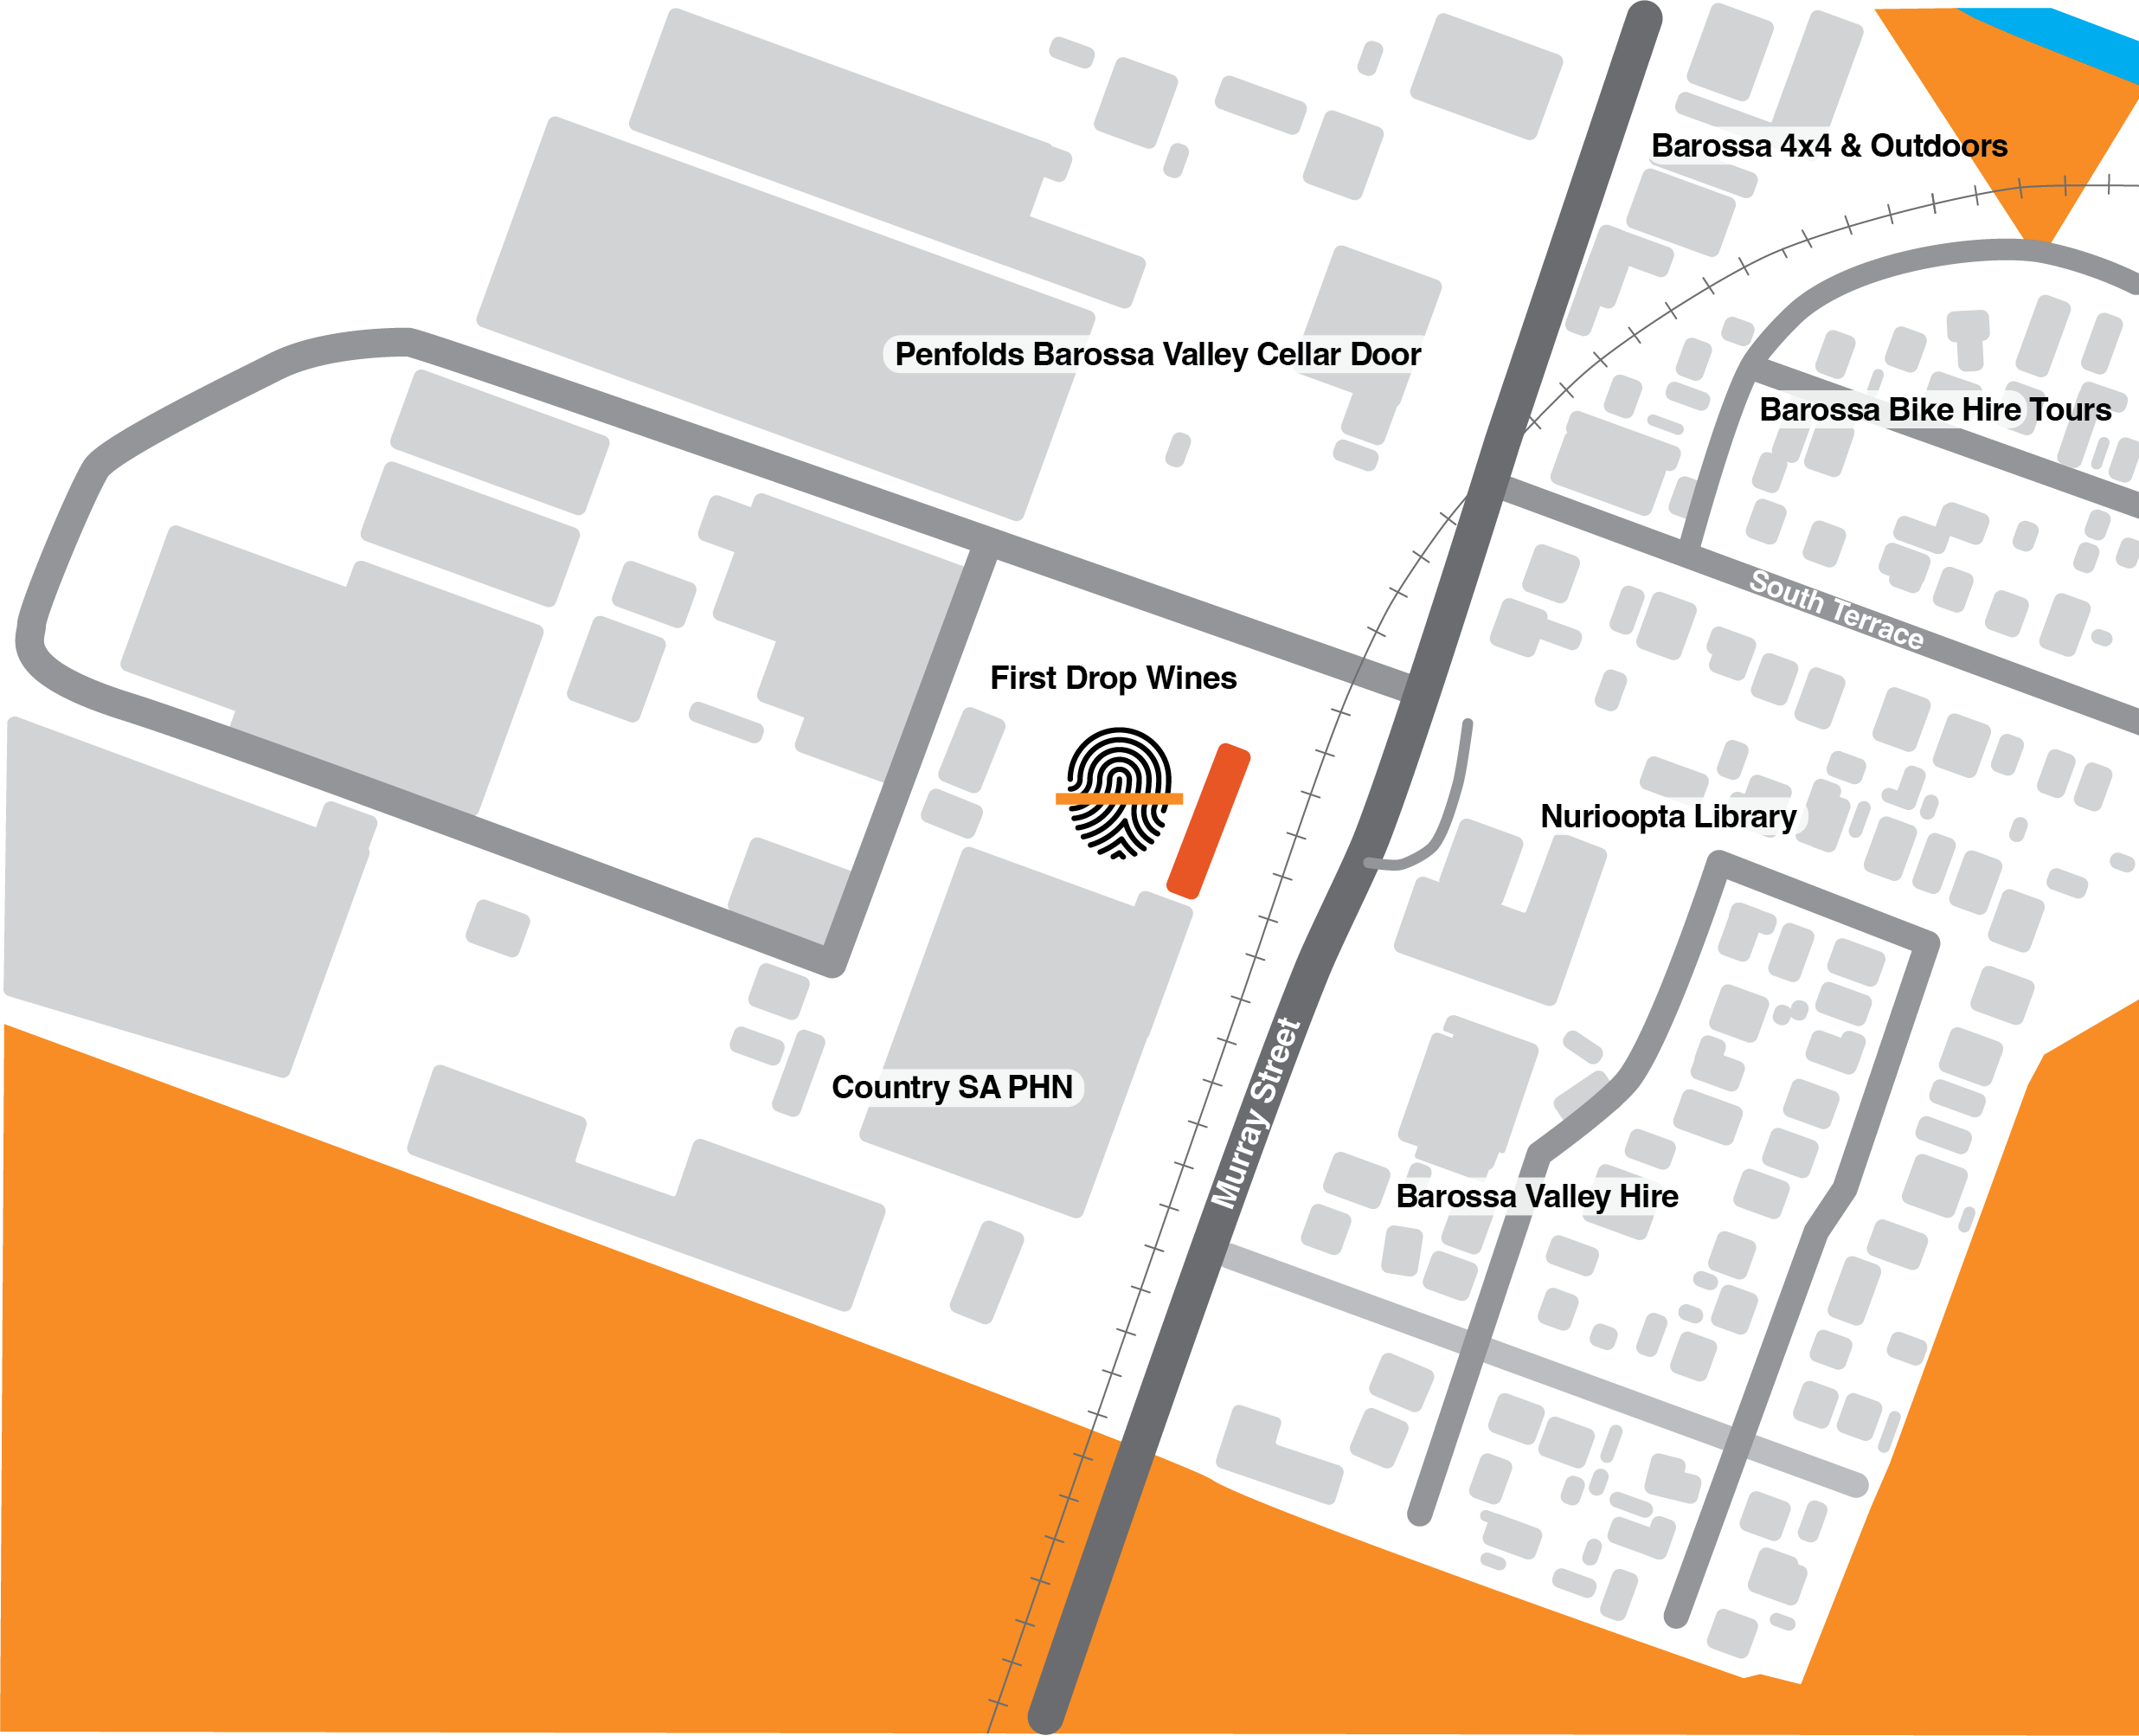 Barossa 4x4 & Outdoors
Penfolds Barossa Valley Cellar Door
Barossa Bike Hire Tours
South Terrace
First Drop Wines
Nurioopta Library
Murray Street
Country SA PHN
Barossa Valley Hire